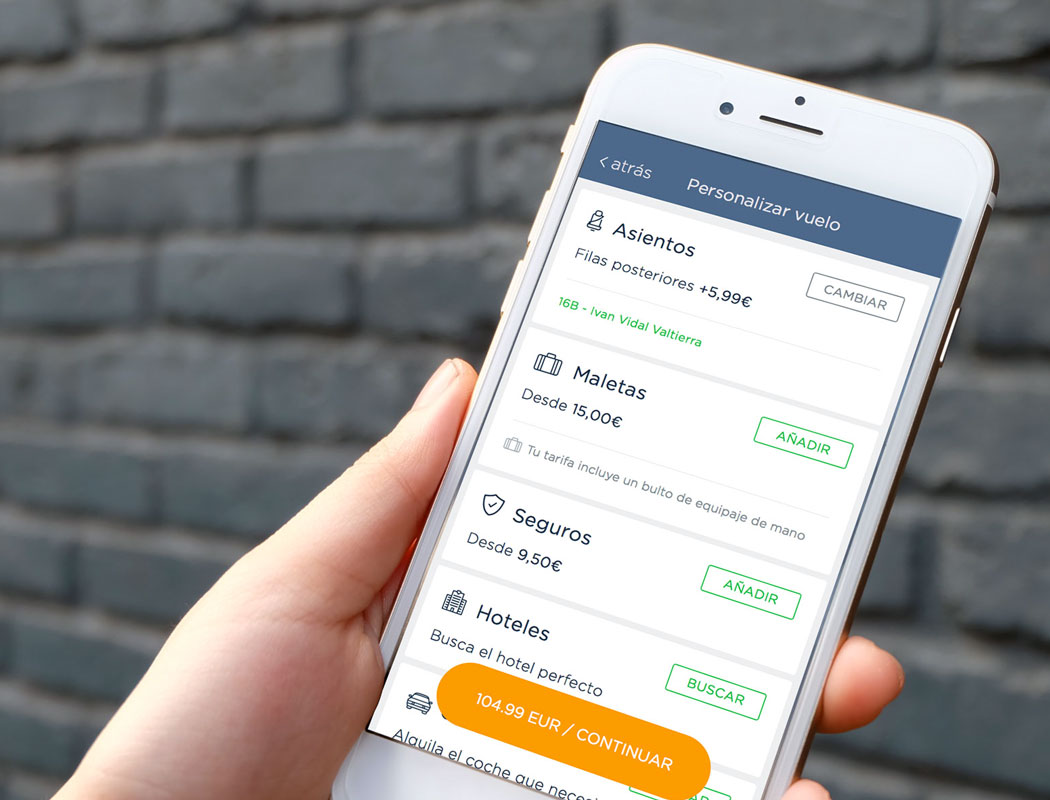 < atrás
Personalizar vuelo
Asientos
Filas posteriores +5,99€
CAMBIAR
16B - Ivan Vidal Valtierra
Maletas
Desde 15,00€
AÑADIR
Tu tarifa incluye un bulto de equipaje de mano
Seguros
Desde 9,50€
AÑADIR
Hoteles
Busca el hotel perfecto
BUSCAR
104.99 EUR / CONTINUAR
Alquila el coche que